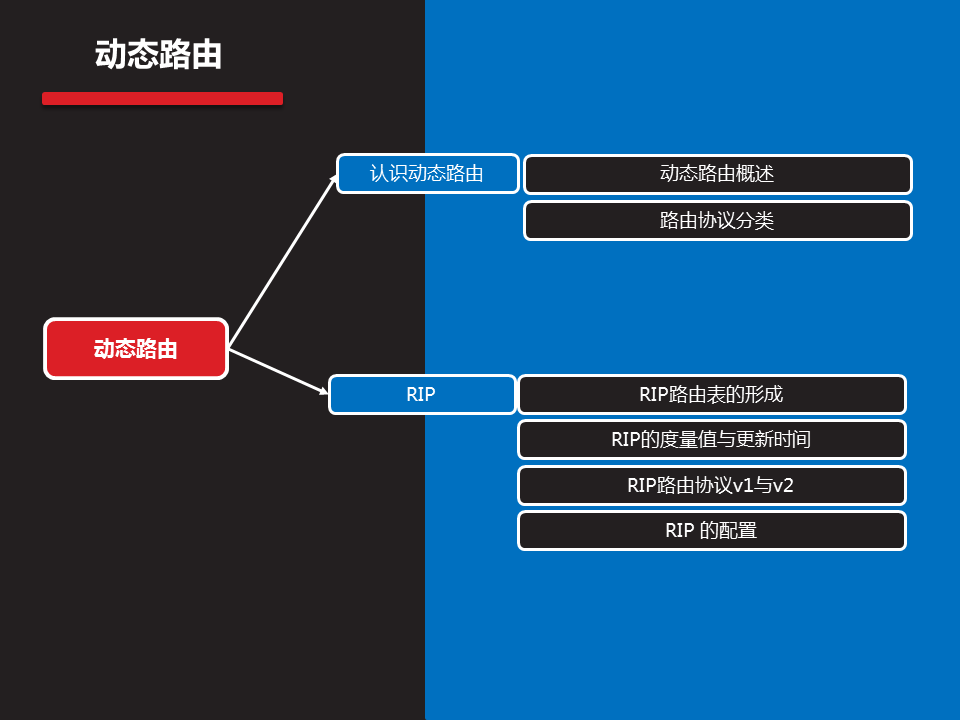 动态路由
认识动态路由
动态路由概述
路由协议分类
动态路由
RIP
RIP路由表的形成
RIP的度量值与更新时间
RIP路由协议v1与v2
RIP 的配置